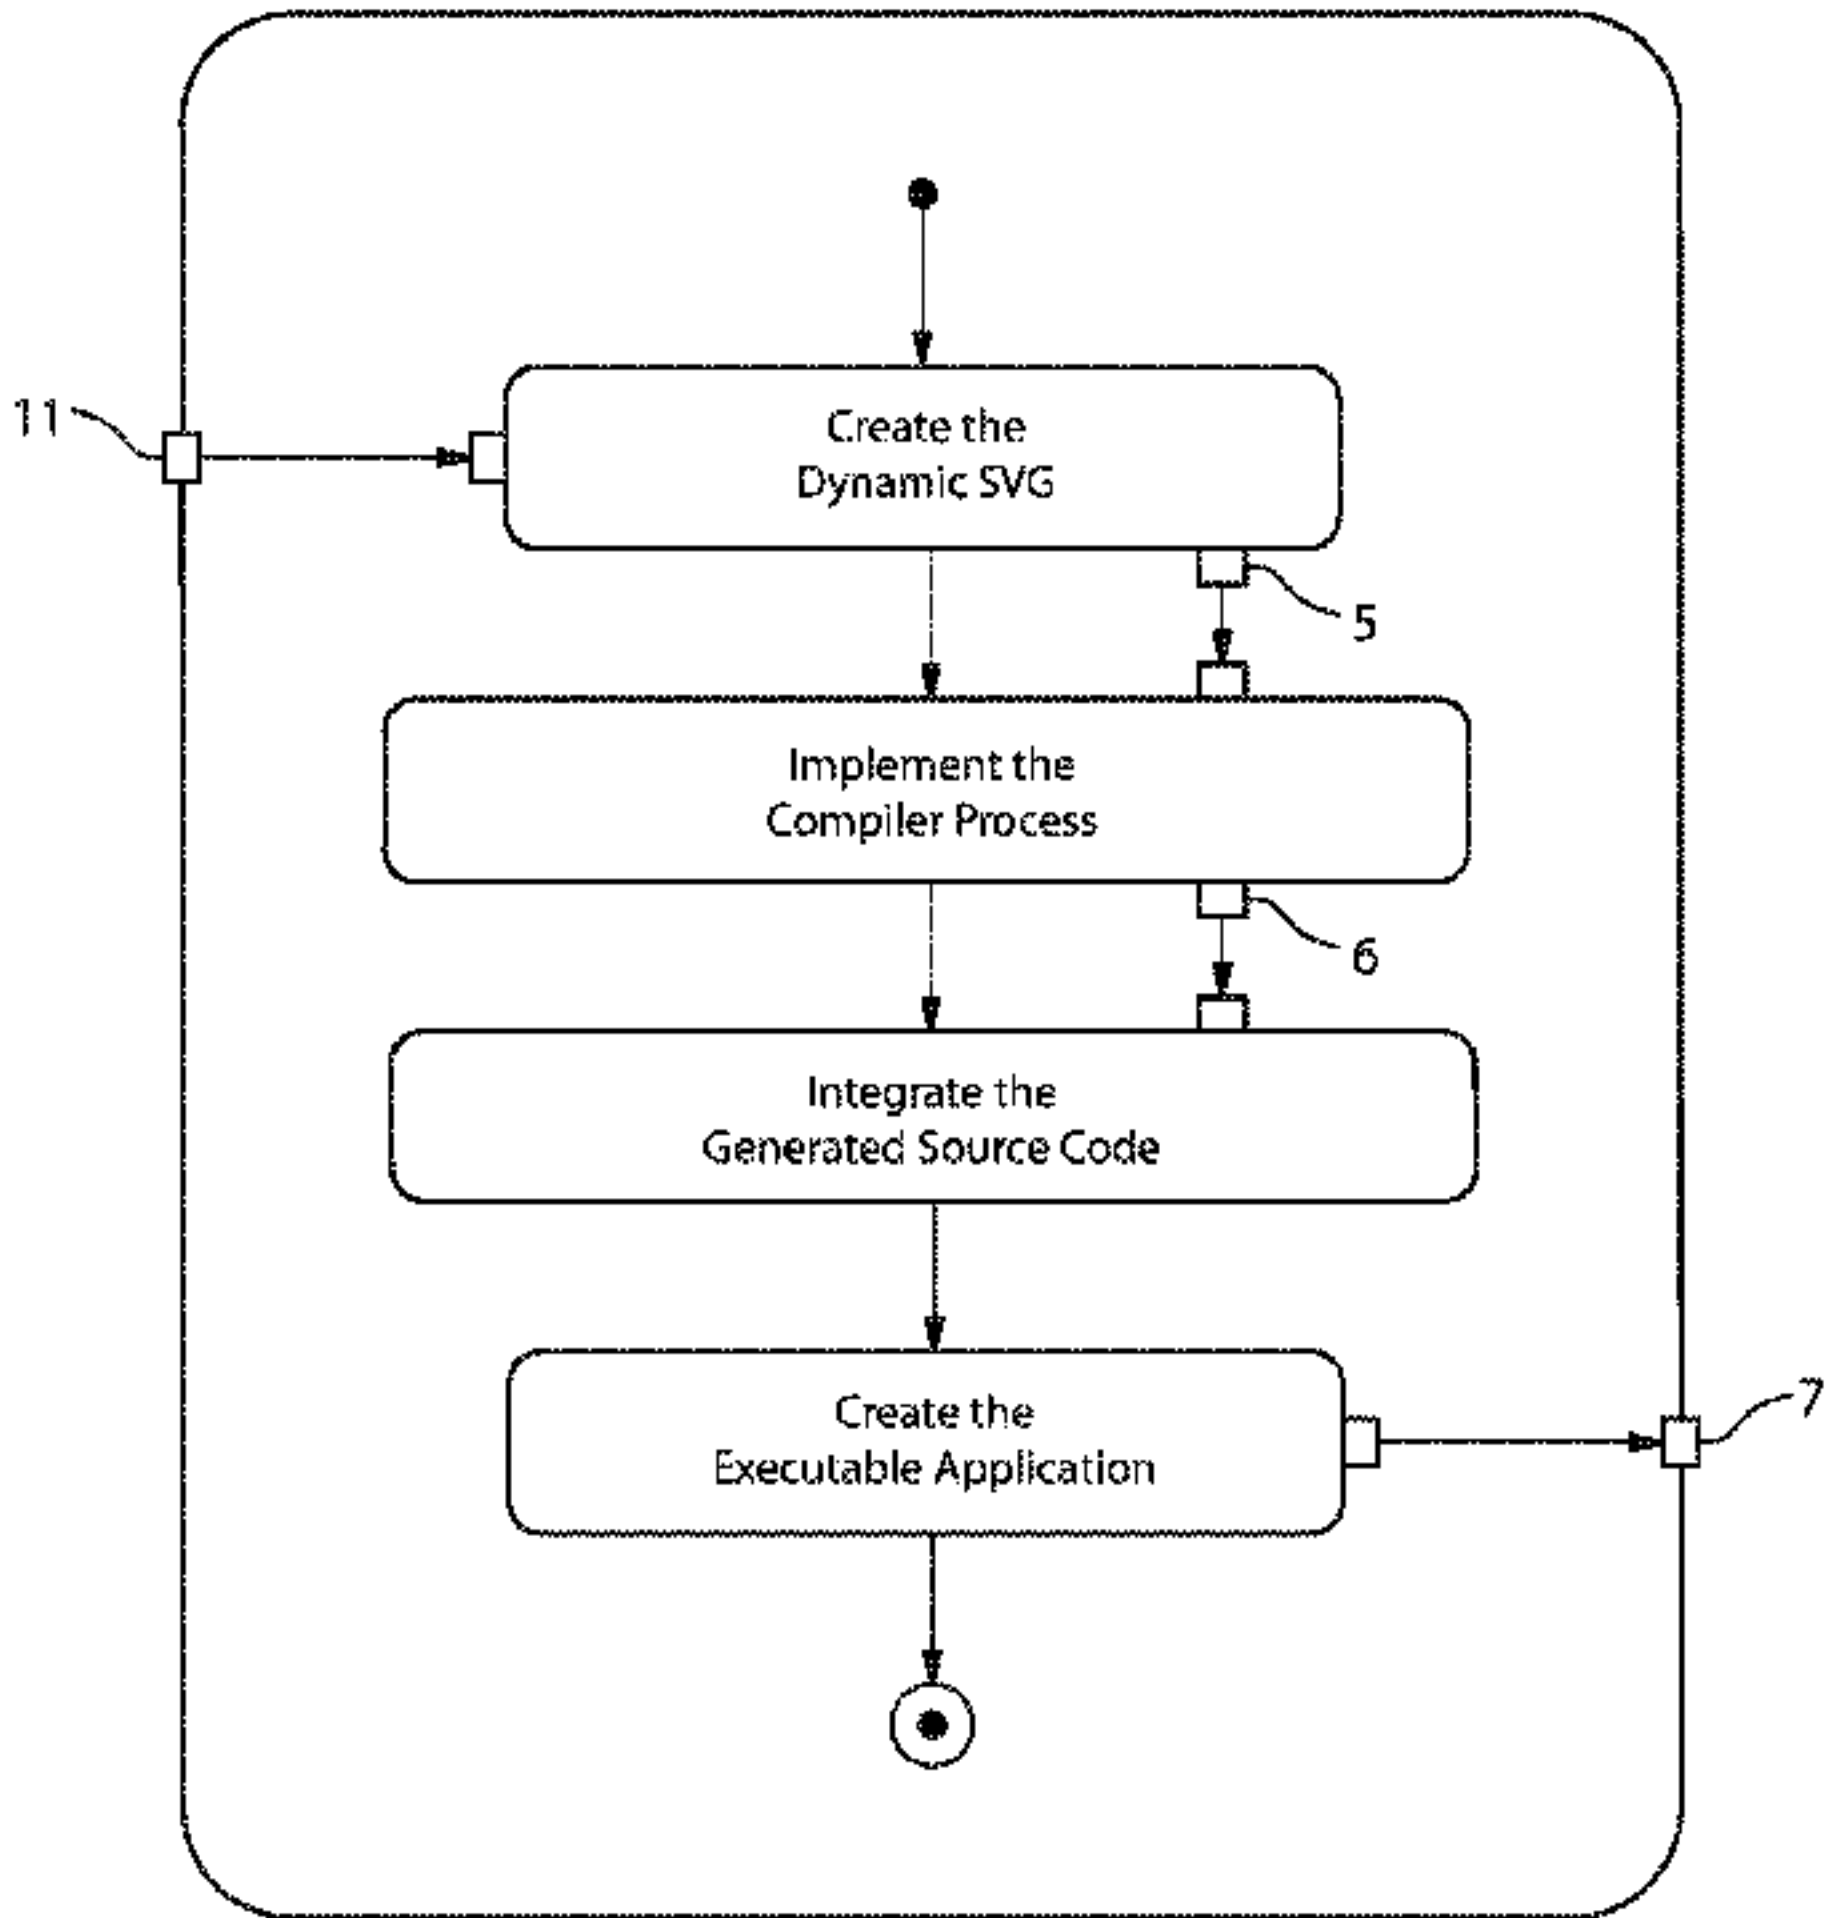 11
Create the
Dynamic SVG
5
Implement the
Compiler Process
6
Integrate the
Generated Source Code
Create the
Executable Application
7